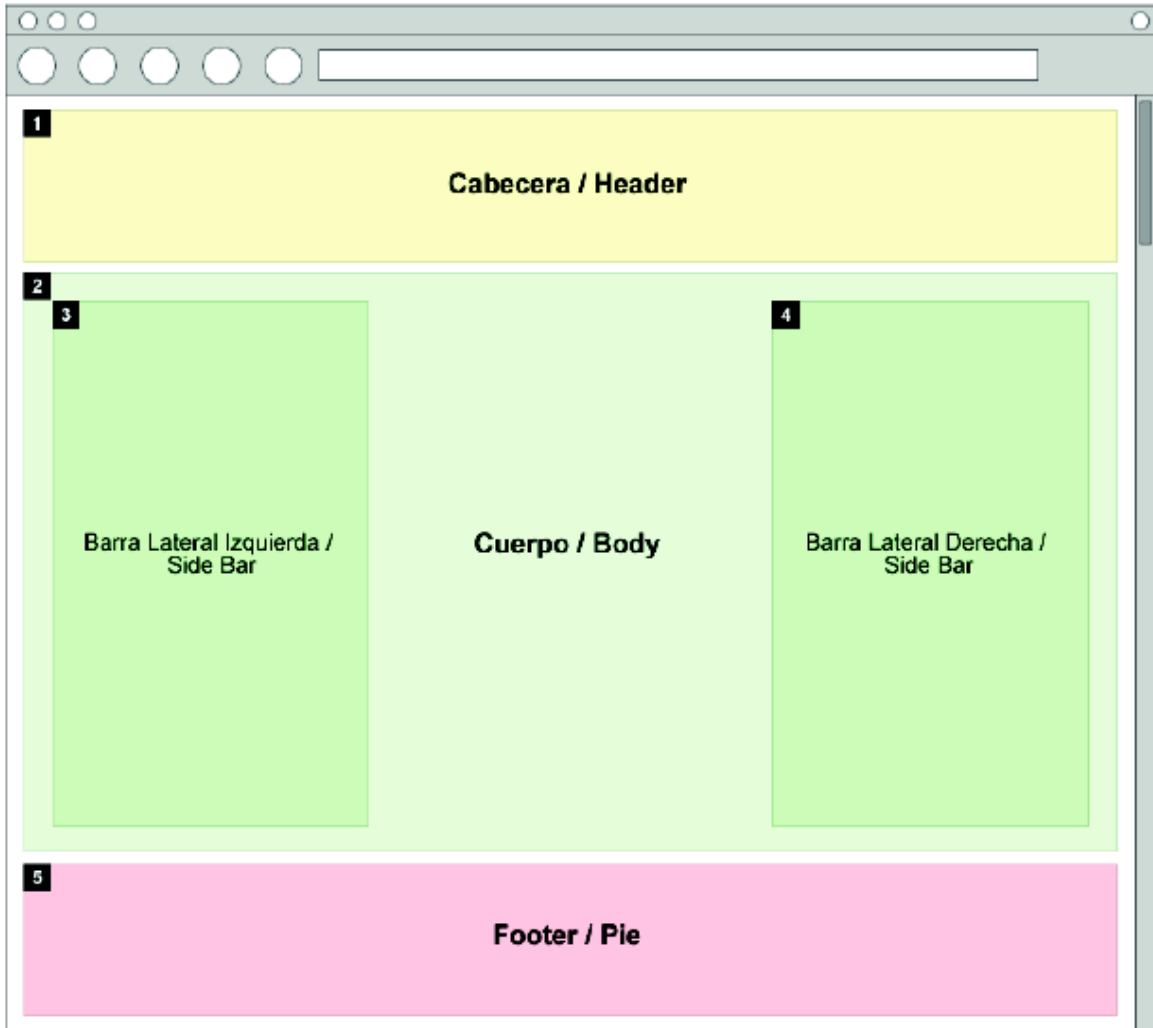 1
Cabecera / Header
2
3
4
Barra Lateral Izquierda /
Side Bar
Cuerpo / Body
Barra Lateral Derecha /
Side Bar
5
Footer / Pie